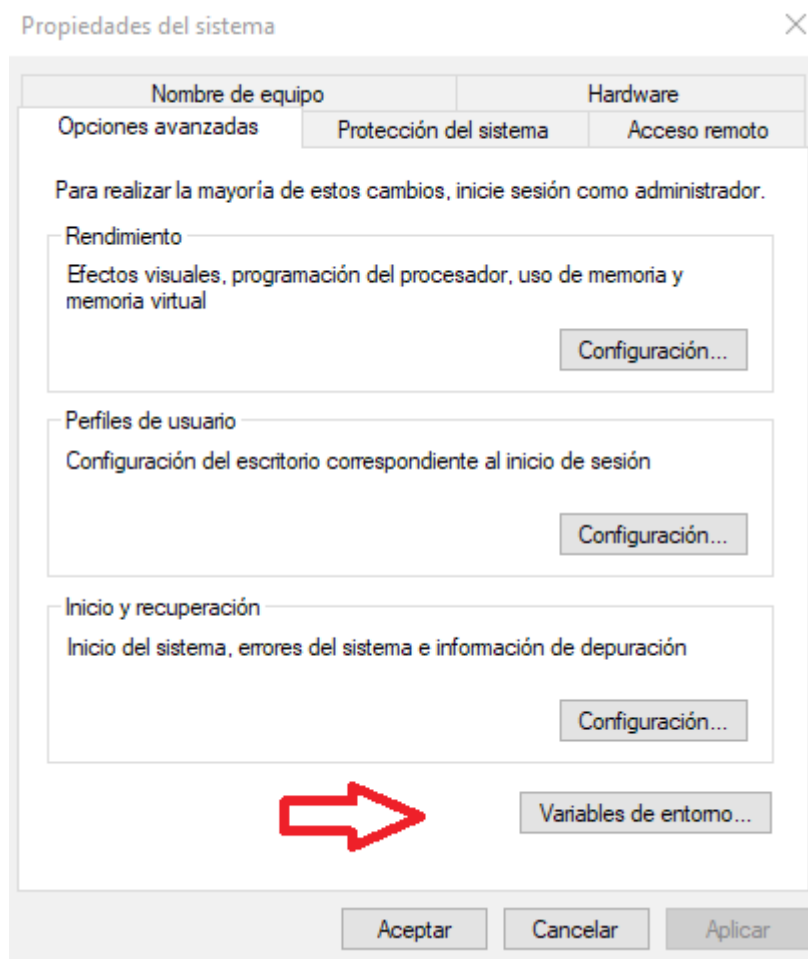 Propiedades del sistema
Nombre de equipo
Hardware
Opciones avanzadas
Protección del sistema
Acceso remoto
Para realizar la mayoría de estos cambios, inicie sesión como administrador.
Rendimiento
Efectos visuales, programación del procesador, uso de memoria y
memoria virtual
Configuración...
Perfiles de usuario
Configuración del escritorio correspondiente al inicio de sesión
Configuración...
Inicio y recuperación
Inicio del sistema, errores del sistema e información de depuración
Configuración...
Variables de entorno...
Aceptar
Cancelar
Aplicar